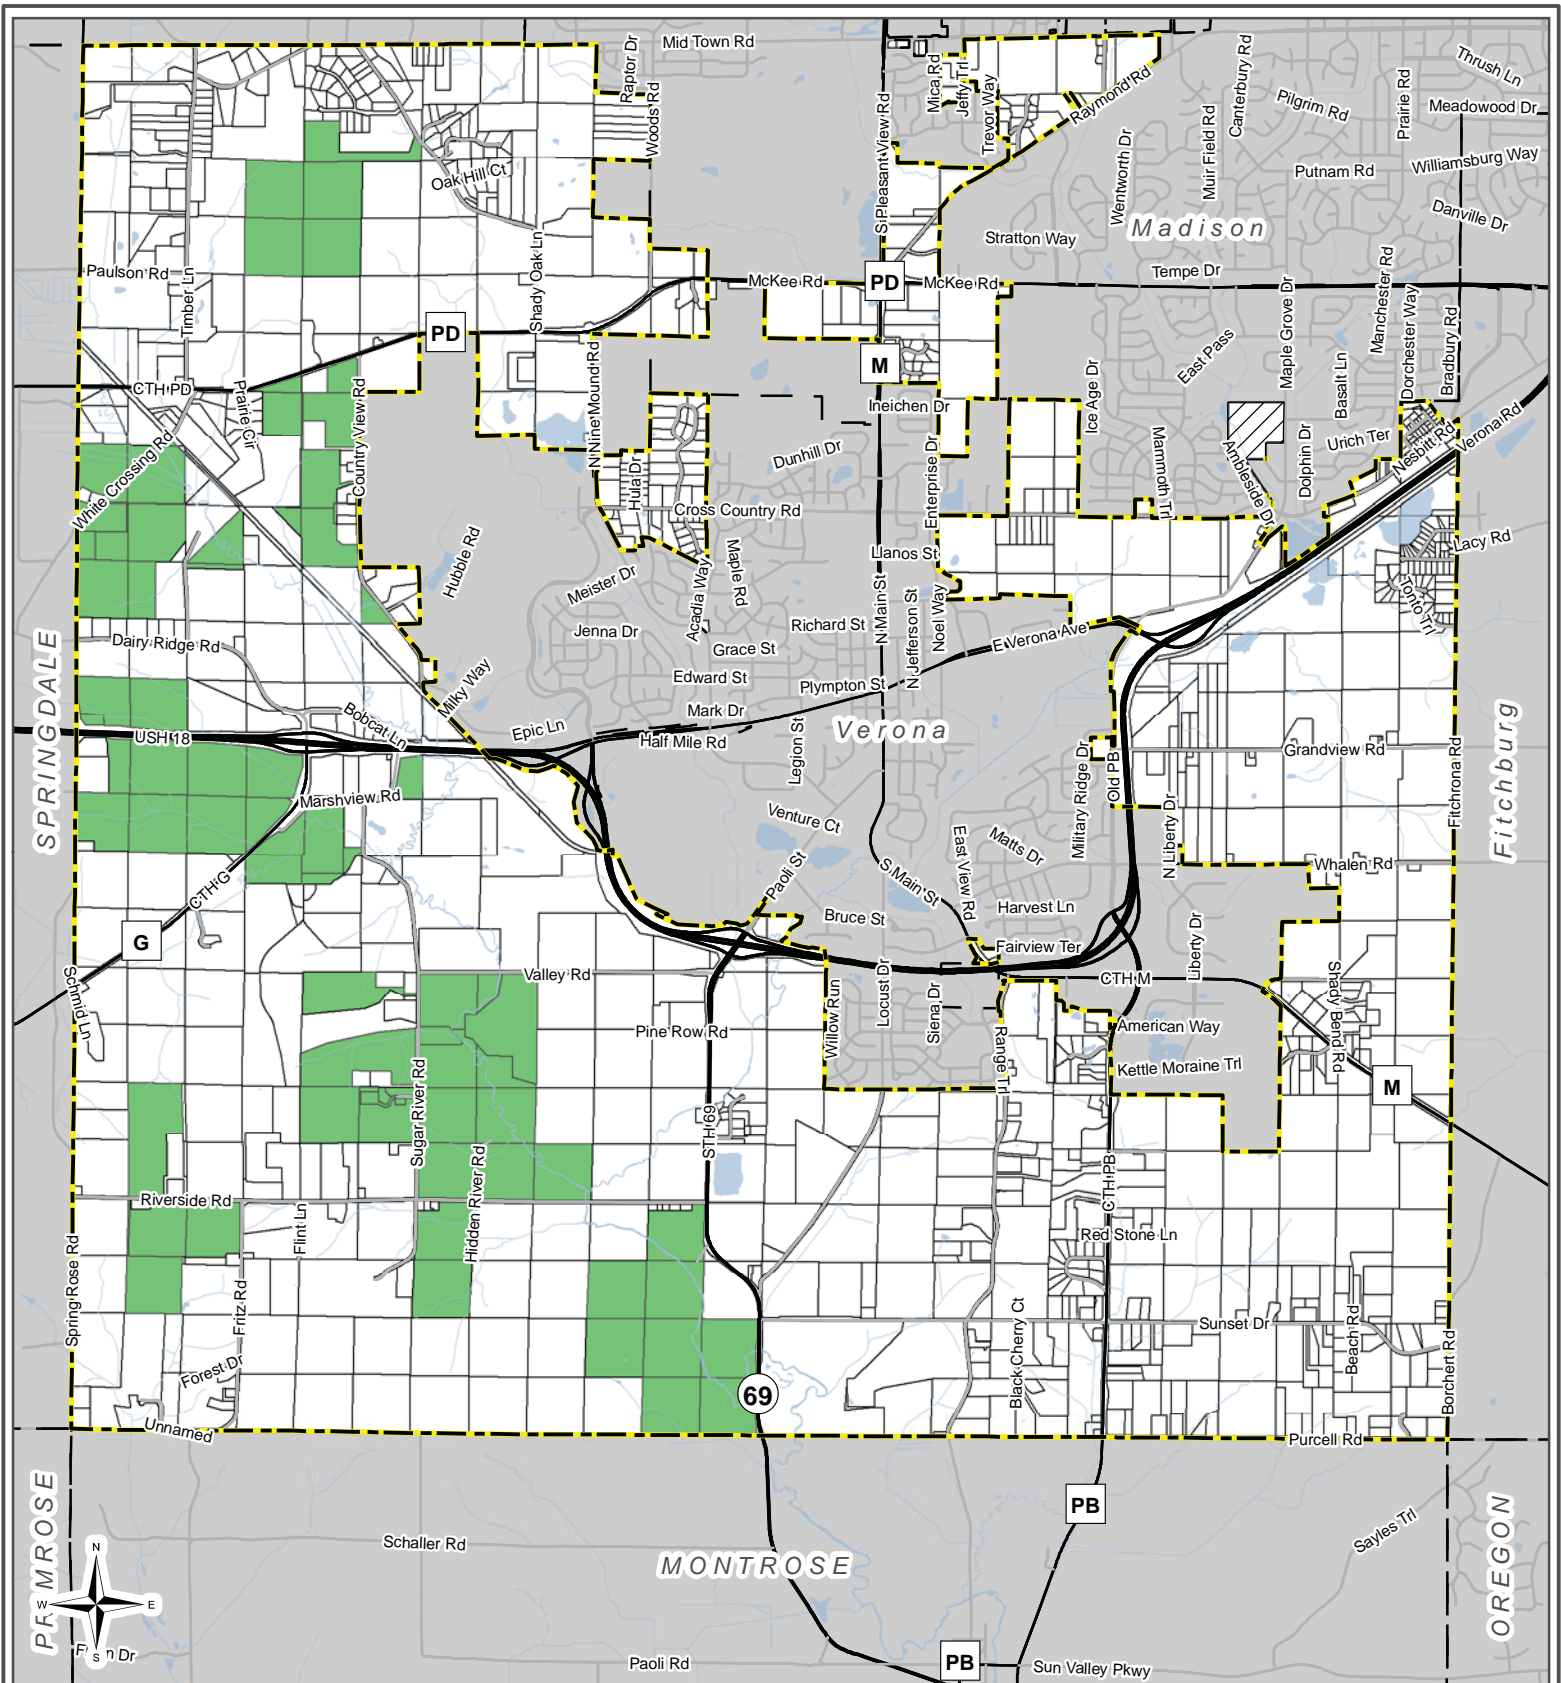 Mid Town Rd
Raptor Dr
Woods Rd
S Pleasant View Rd
Mica Rd
Jeffy Trl
Trevor Way
Raymond Rd
Canterbury Rd
Muir Field Rd
Wentworth Dr
Pilgrim Rd
Prairie Rd
Thrush Ln
Meadowood Dr
Williamsburg Way
Putnam Rd
Danville Dr
Oak Hill Ct
Stratton Way
Madison
Tempe Dr
Paulson Rd
Timber Ln
Shady Oak Ln
McKee Rd
PD
McKee Rd
Maple Grove Dr
Manchester Rd
Dorchester Way
Bradbury Rd
PD
M
East Pass
Basalt Ln
Ice Age Dr
CTH PD
Prairie Cir
Country View Rd
N Nine Mound Rd
Ineichen Dr
White Crossing Rd
Hula Dr
Dunhill Dr
Enterprise Dr
Mammoth Trl
Ambleside Dr
Dolphin Dr
Urich Ter
Nesbitt Rd
Verona Rd
Cross Country Rd
Lacy Rd
Hubble Rd
Maple Rd
Llanos St
Meister Dr
Acadia Way
N Main St
N Jefferson St
Noel Way
Tonto Trl
Jenna Dr
Richard St
Grace St
E Verona Ave
Dairy Ridge Rd
SPRINGDALE
Milky Way
Edward St
Plympton St
Mark Dr
Bobcat Ln
Epic Ln
USH 18
Half Mile Rd
Legion St
Verona
Military Ridge Dr
Old PB
Grandview Rd
Fitchrona Rd
Fitchburg
Marshview Rd
Venture Ct
Matts Dr
N Liberty Dr
East View Rd
Whalen Rd
CTH G
Paoli St
S Main St
Harvest Ln
Bruce St
Fairview Ter
Liberty Dr
G
Schmid Ln
Valley Rd
Willow Run
Locust Dr
Siena Dr
CTH M
Shady Bend Rd
Pine Row Rd
American Way
Range Trl
Kettle Moraine Trl
M
Sugar River Rd
STH 69
Hidden River Rd
CTH PB
Riverside Rd
Flint Ln
Red Stone Ln
Spring Rose Rd
Fritz Rd
Black Cherry Ct
Sunset Dr
Beach Rd
Borchert Rd
Forest Dr
69
Unnamed
Purcell Rd
PRIMROSE
PB
Schaller Rd
MONTROSE
Sayles Trl
OREGON
N
W
E
S
Paoli Rd
PB
Sun Valley Pkwy